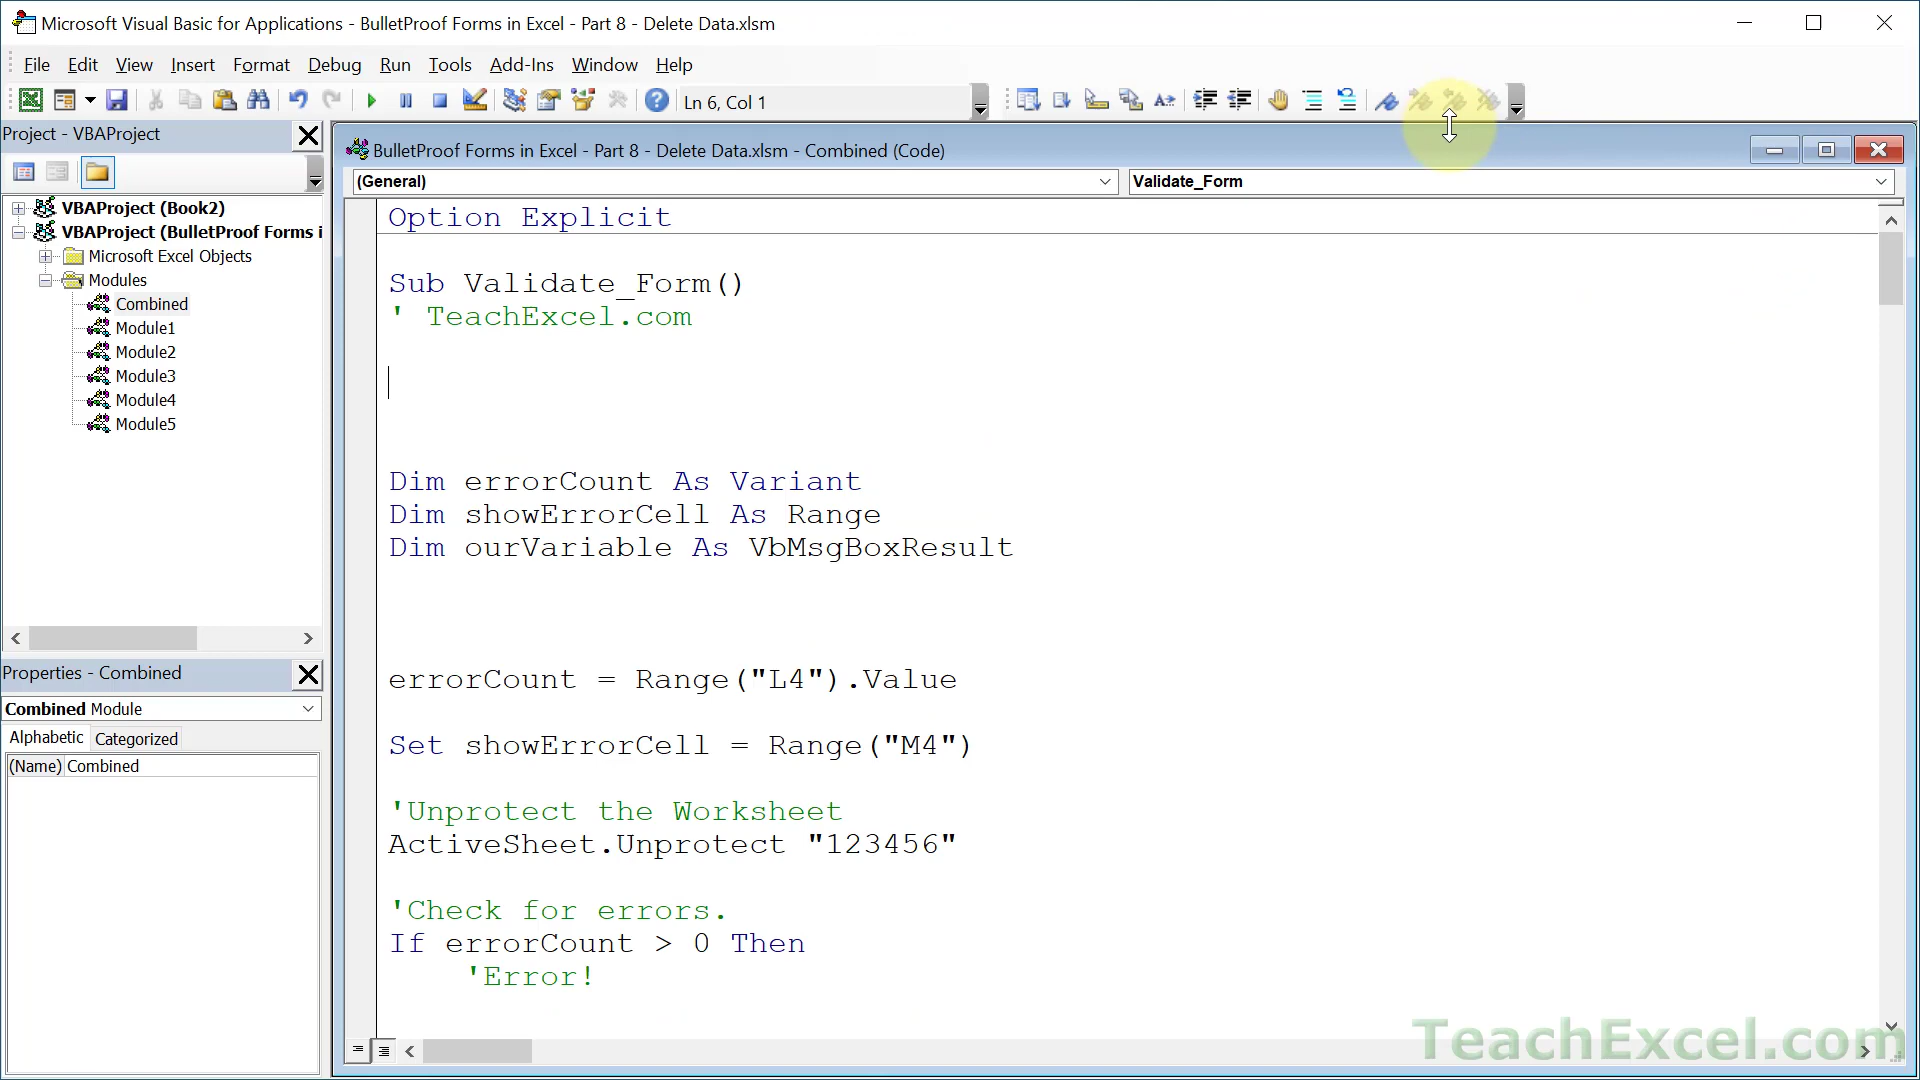 Microsoft Visual Basic for Applications - BulletProof Forms in Excel - Part 8 - Delete Data.xlsm
File Edit View Insert Format Debug Run Tools Add-Ins Window Help
Ln 6, Col 1
Project - VBAProject
VBAProject (Book2)
VBAProject (BulletProof Forms i
Microsoft Excel Objects
Modules
Combined
Module1
Module2
Module3
Module4
Module5
Properties - Combined
Combined Module
Alphabetic Categorized
(Name) Combined
BulletProof Forms in Excel - Part 8 - Delete Data.xlsm - Combined (Code)
(General) Validate_Form
Option Explicit
Sub Validate_Form()
' TeachExcel.com
Dim errorCount As Variant
Dim showErrorCell As Range
Dim ourVariable As VbMsgBoxResult
errorCount = Range("L4").Value
Set showErrorCell = Range("M4")
'Unprotect the Worksheet
ActiveSheet.Unprotect "123456"
'Check for errors.
If errorCount > 0 Then
'Error!
TeachExcel.com